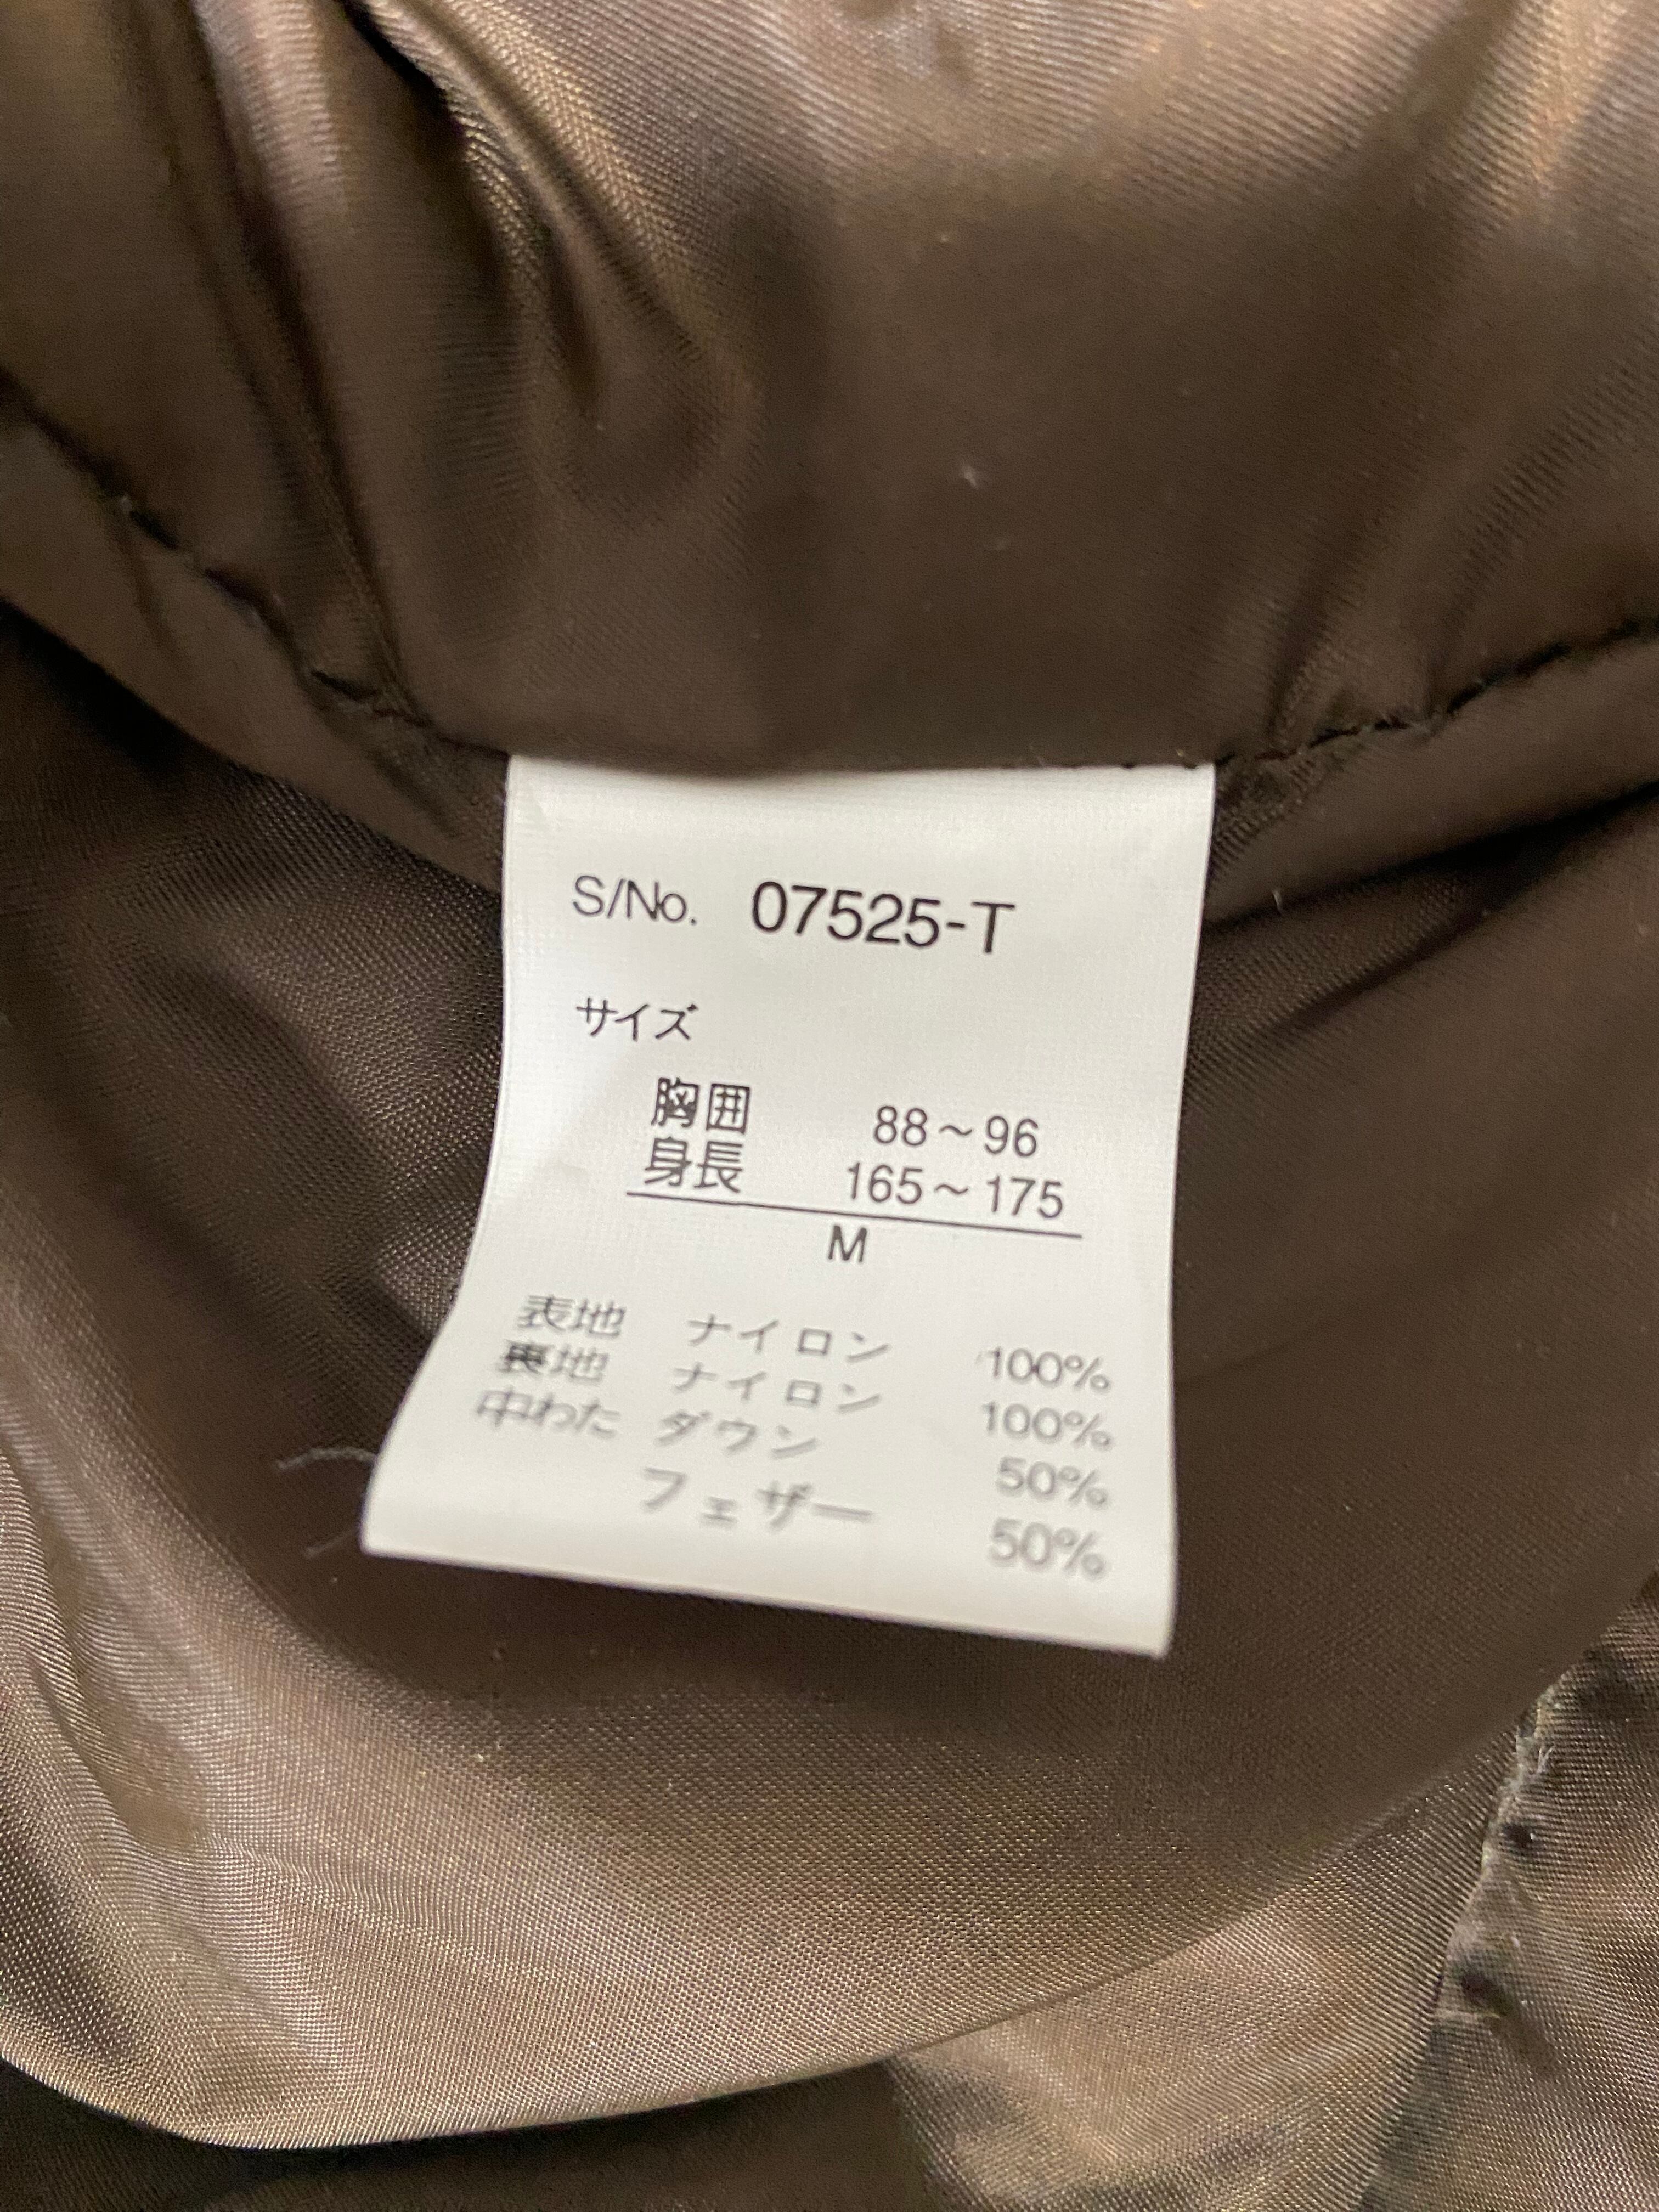 S/No. 07525-T
サイズ
胸囲 88～96
身長 165～175
M
表地 ナイロン 100%
裏地 ナイロン 100%
中わた ダウン 50%
フェザー 50%